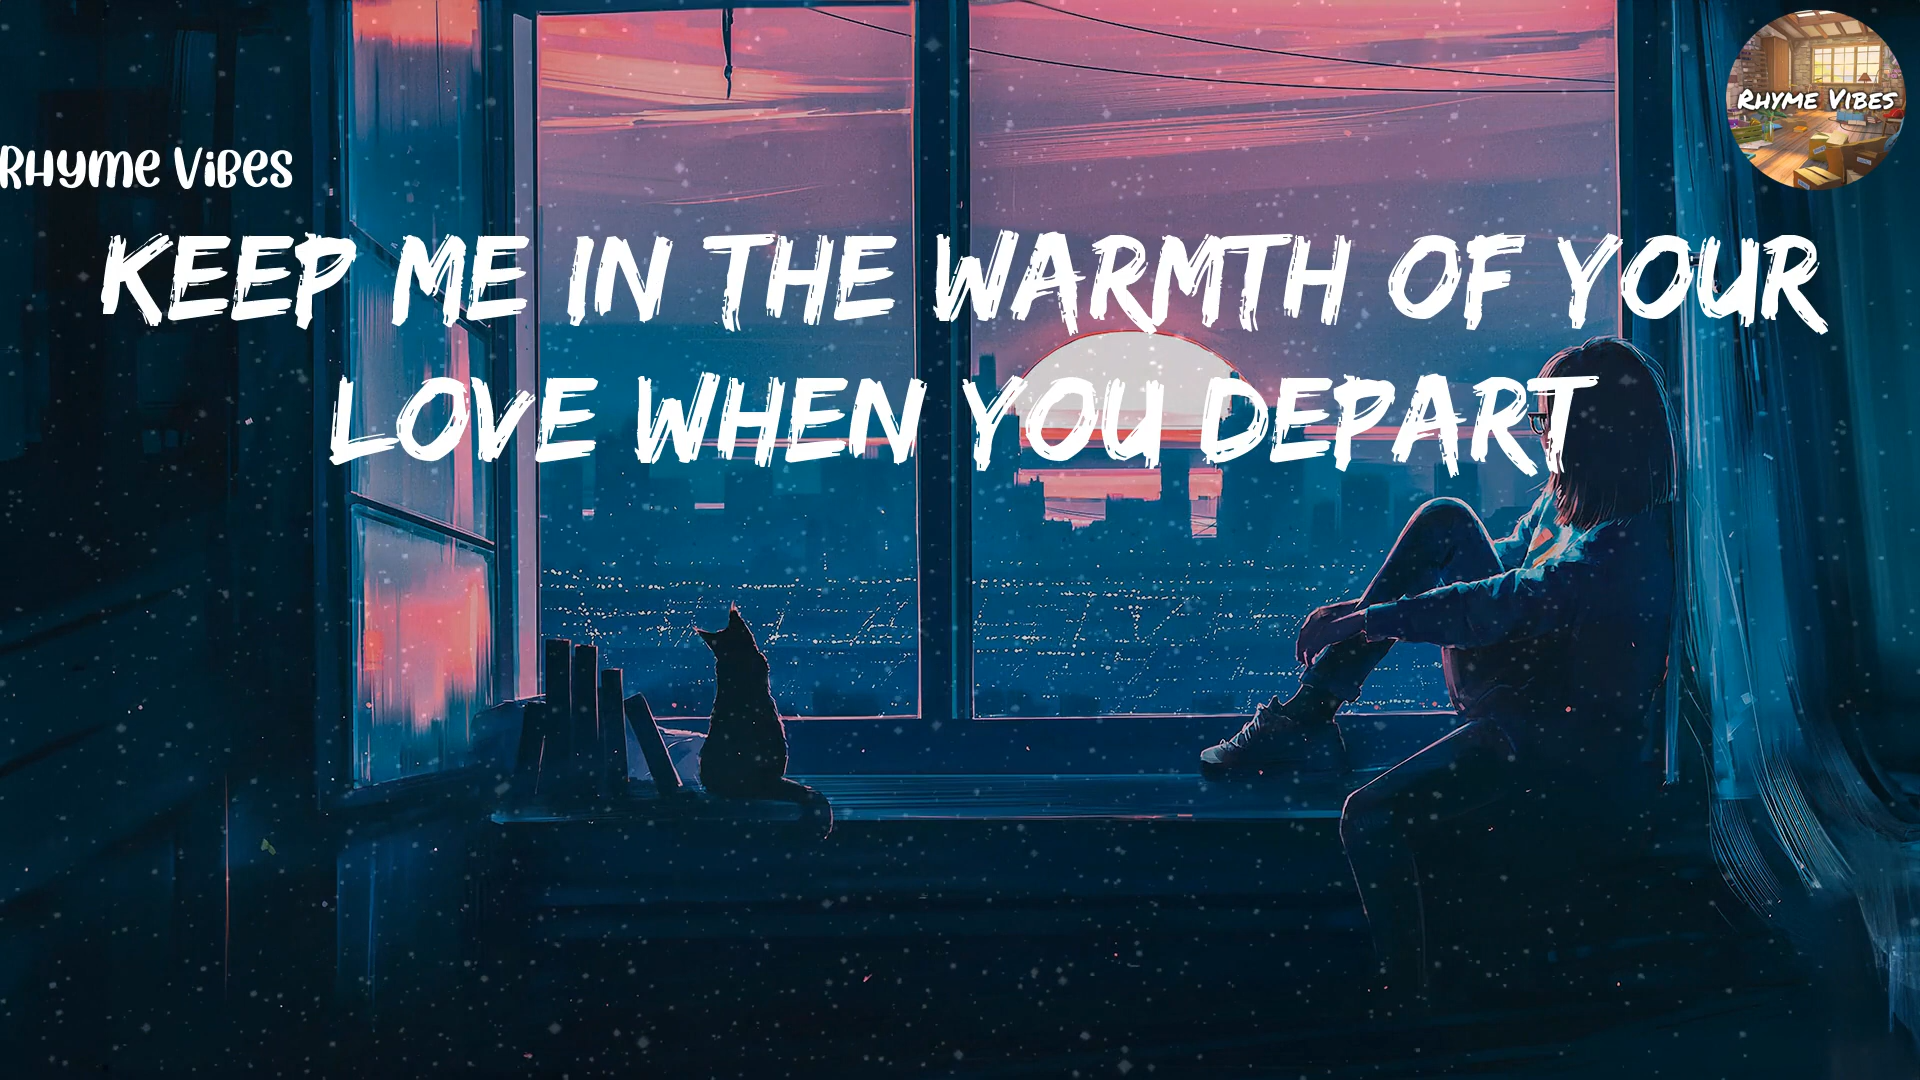 RHYME VIBES
Rhyme Vibes
KEEP ME IN THE WARMTH OF YOUR
LOVE WHEN YOU DEPART